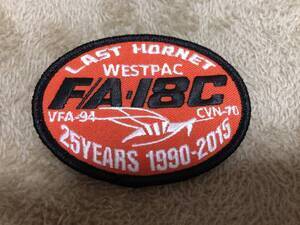 LAST HORNET
WESTPAC
F/A-18C
VFA-94 CVN-70
25YEARS 1990-2015